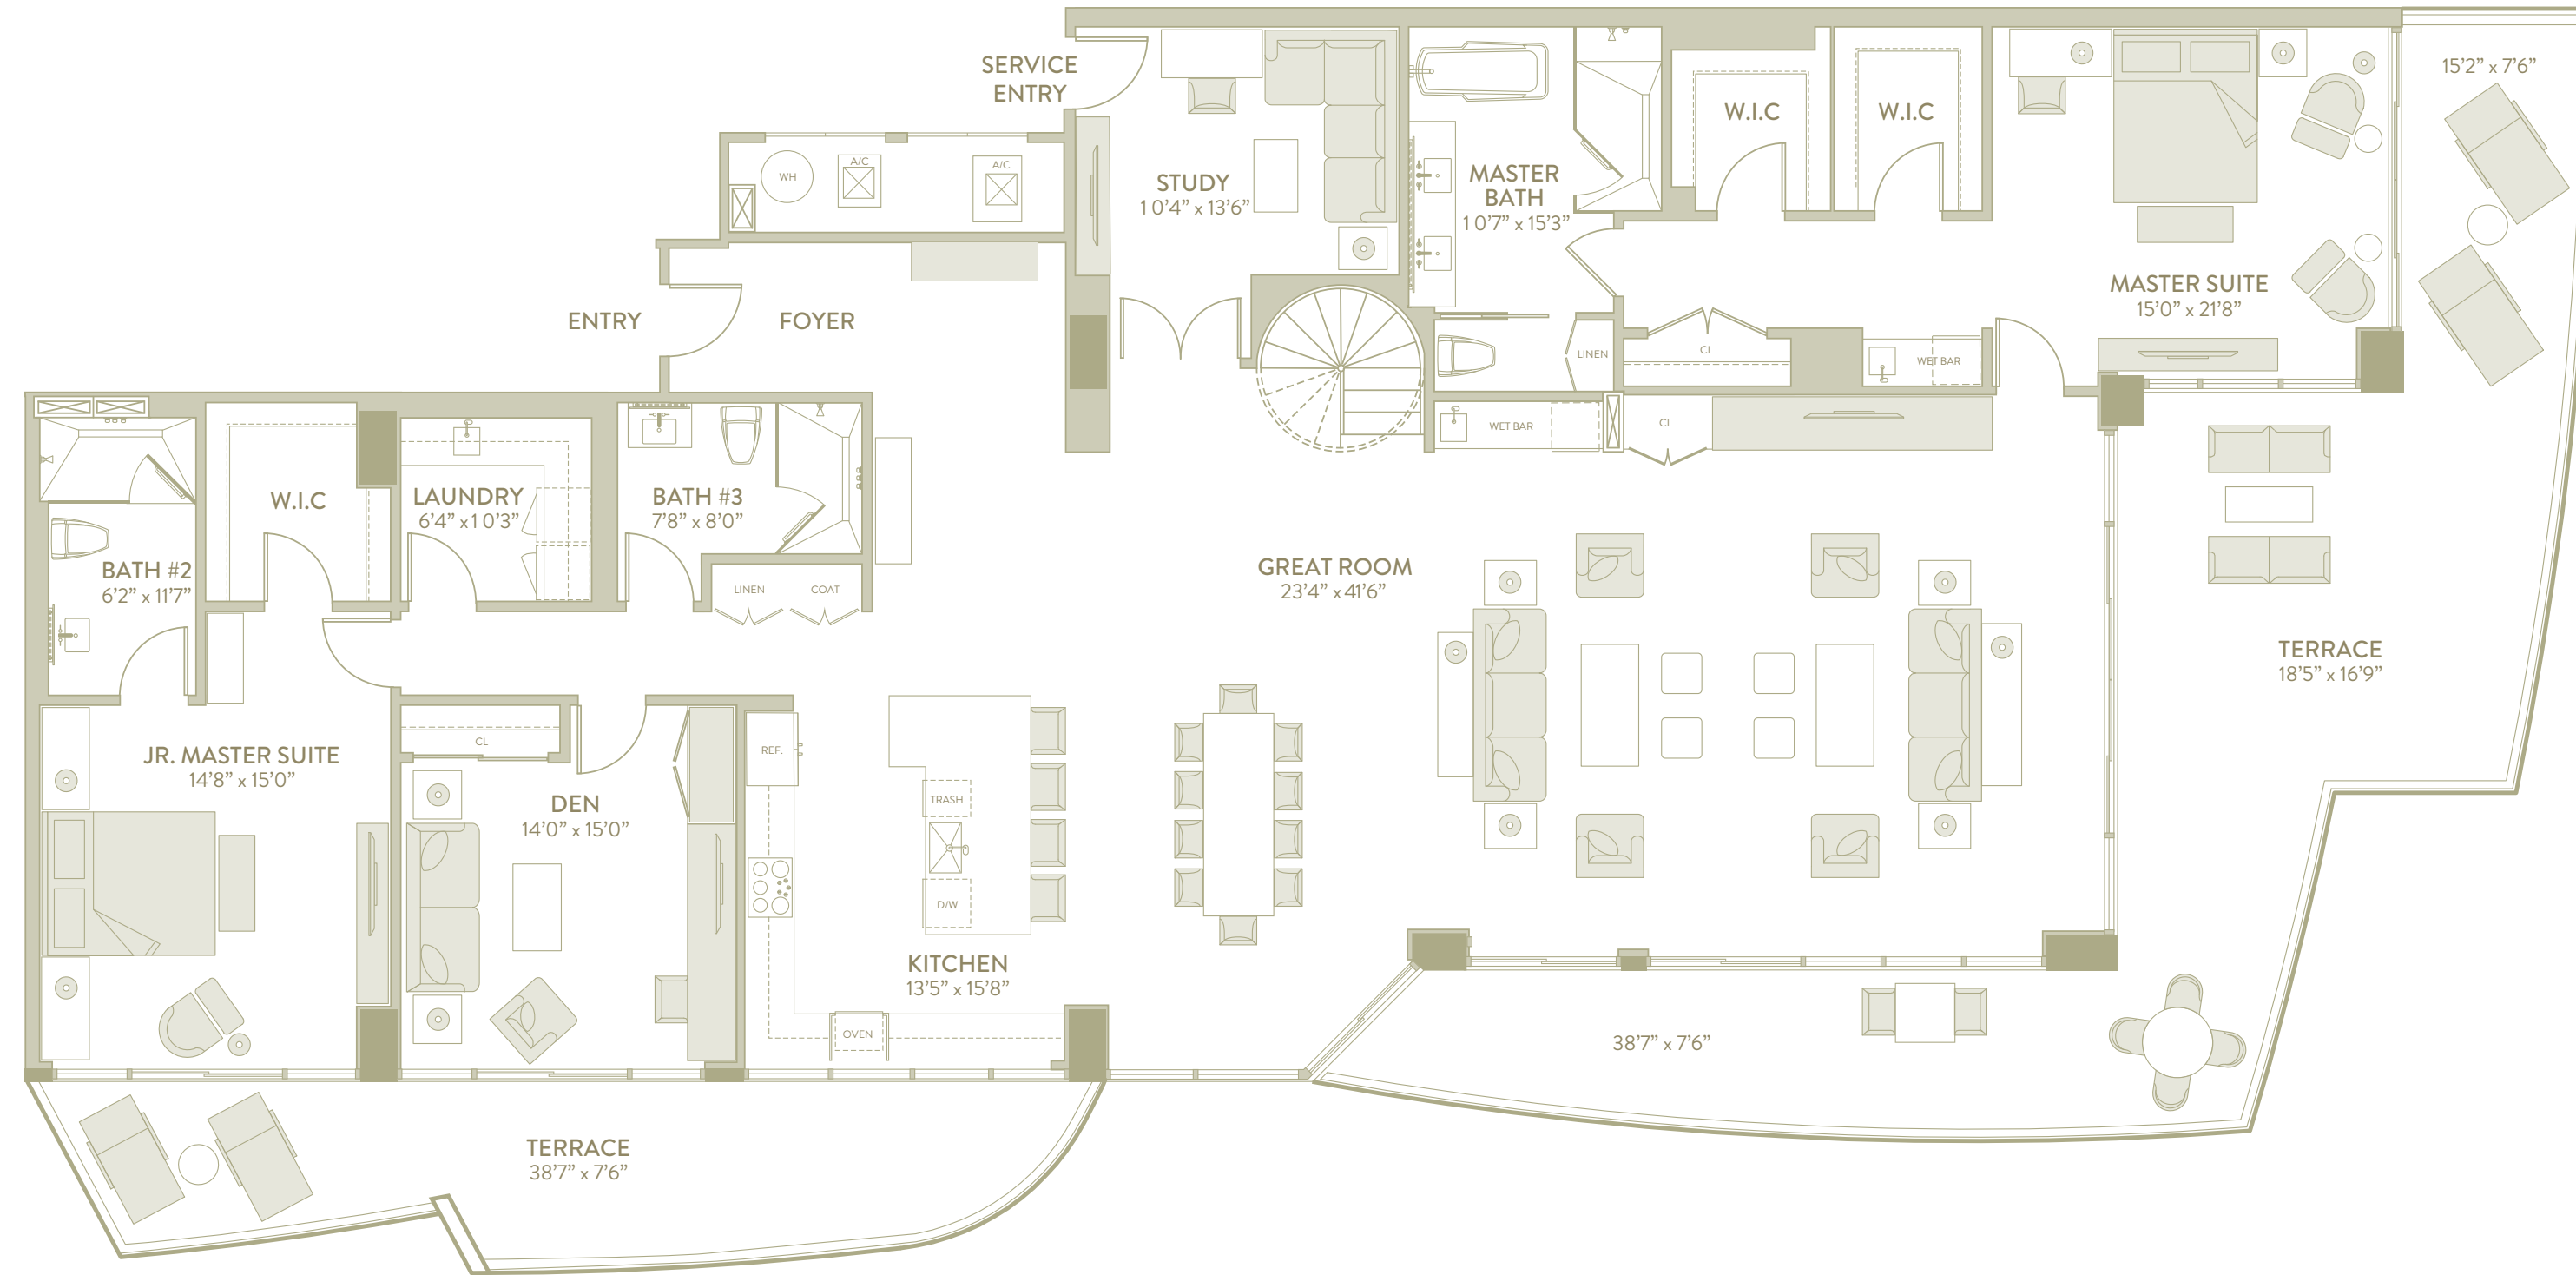 SERVICE
ENTRY
15’2” x 7’6”
A/C
A/C
WH
STUDY
10’4” x 13’6”
MASTER
BATH
10’7” x 15’3”
W.I.C
W.I.C
MASTER SUITE
15’0” x 21’8”
ENTRY
FOYER
LINEN
CL
WET BAR
WET BAR
CL
W.I.C
LAUNDRY
6’4” x 10’3”
BATH #3
7’8” x 8’0”
BATH #2
6’2” x 11’7”
LINEN
COAT
GREAT ROOM
23’4” x 41’6”
TERRACE
18’5” x 16’9”
JR. MASTER SUITE
14’8” x 15’0”
CL
DEN
14’0” x 15’0”
REF.
TRASH
D/W
KITCHEN
13’5” x 15’8”
OVEN
38’7” x 7’6”
TERRACE
38’7” x 7’6”